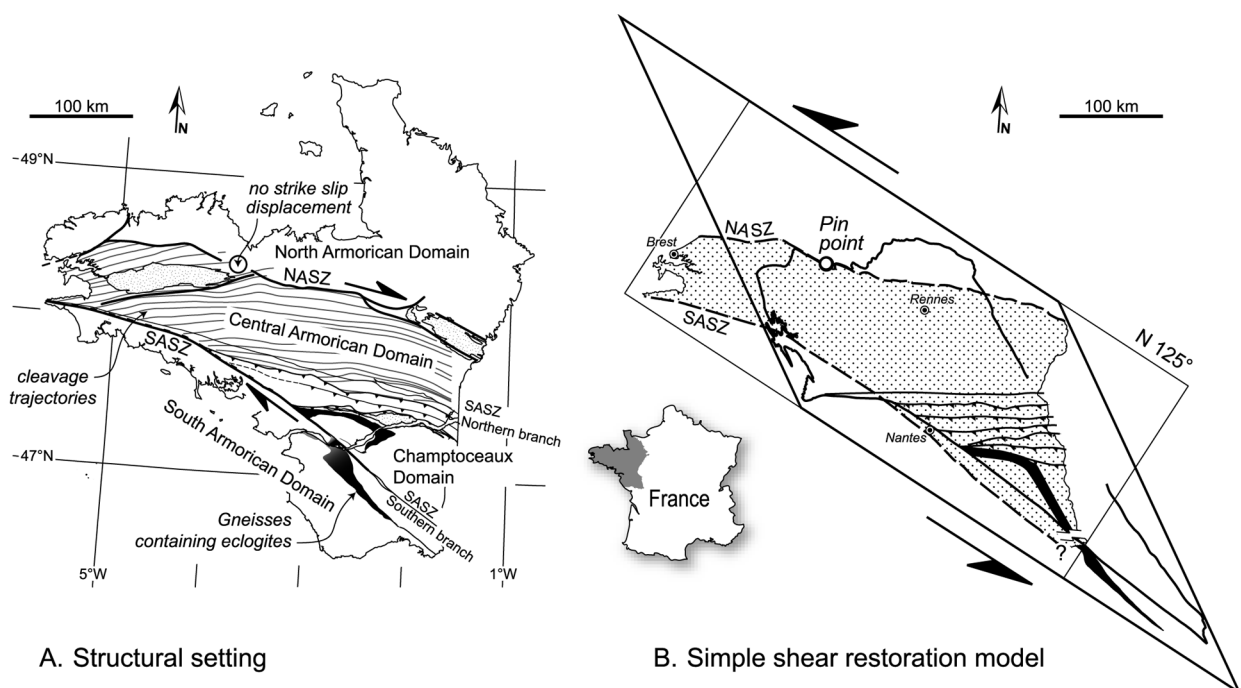 100 km
N
~49°N
no strike slip
displacement
North Armorican Domain
NASZ
Central Armorican Domain
SASZ
cleavage
trajectories
SASZ
Northern branch
South Armorican Domain
~47°N
Champtoceaux
Domain
SASZ
Southern branch
Gneisses
containing eclogites
5°W
1°W
A. Structural setting
N
100 km
Pin
point
NASZ
Brest
Rennes
SASZ
N 125°
Nantes
France
?
B. Simple shear restoration model